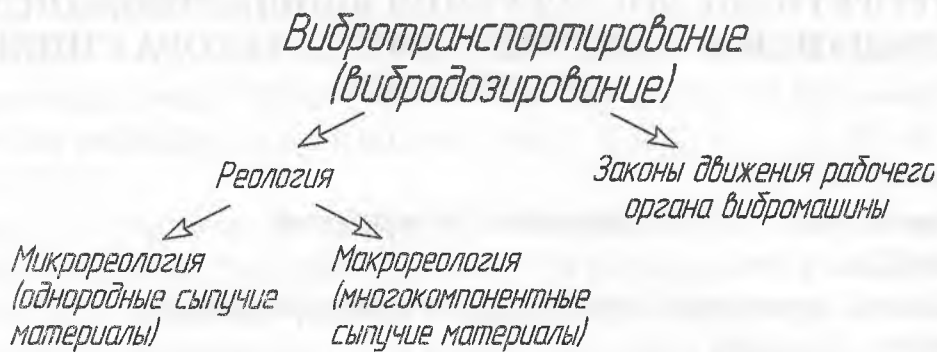 Вибротранспортирование
(вибродозирование)
Реология
Законы движения рабочего
органа вибромашины
Микрореология
(однородные сыпучие
материалы)
Макрореология
(многокомпонентные
сыпучие материалы)